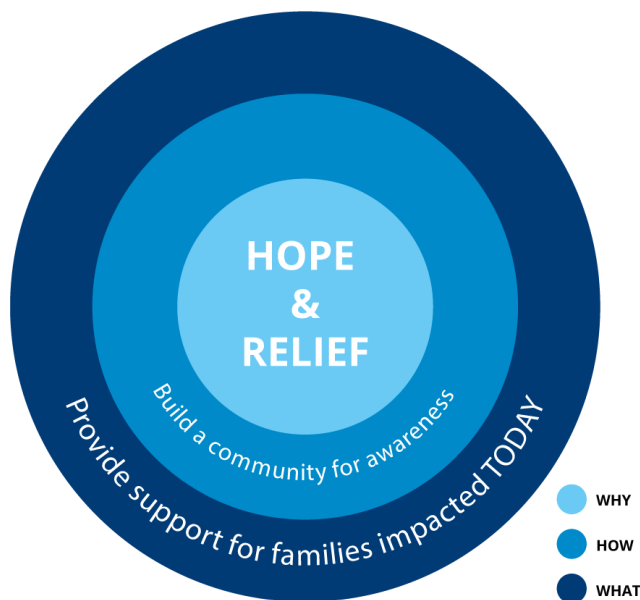 HOPE
&
RELIEF
Build a community for awareness
Provide support for families impacted TODAY
WHY
HOW
WHAT